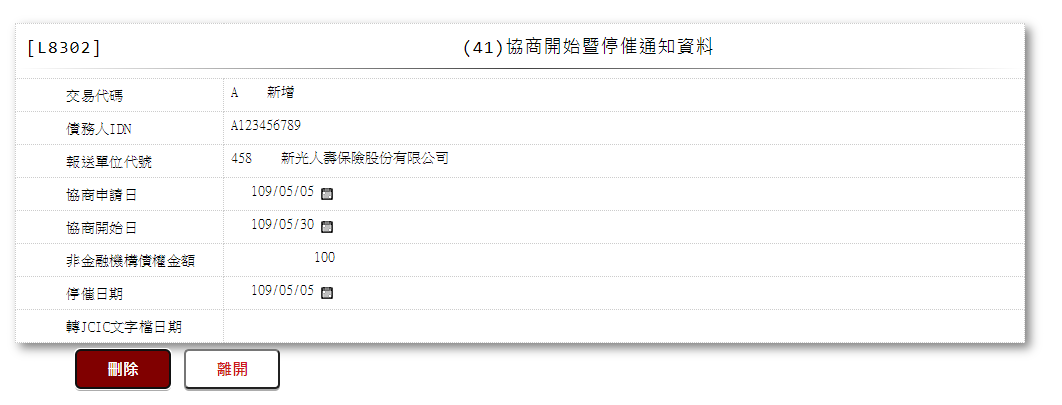 [L8302] (41)協商開始暨停催通知資料
交易代碼 A 新增
債務人IDN A123456789
報送單位代號 458 新光人壽保險股份有限公司
協商申請日 109/05/05
協商開始日 109/05/30
非金融機構債權金額 100
停催日期 109/05/05
轉JCIC文字檔日期
刪除 離開